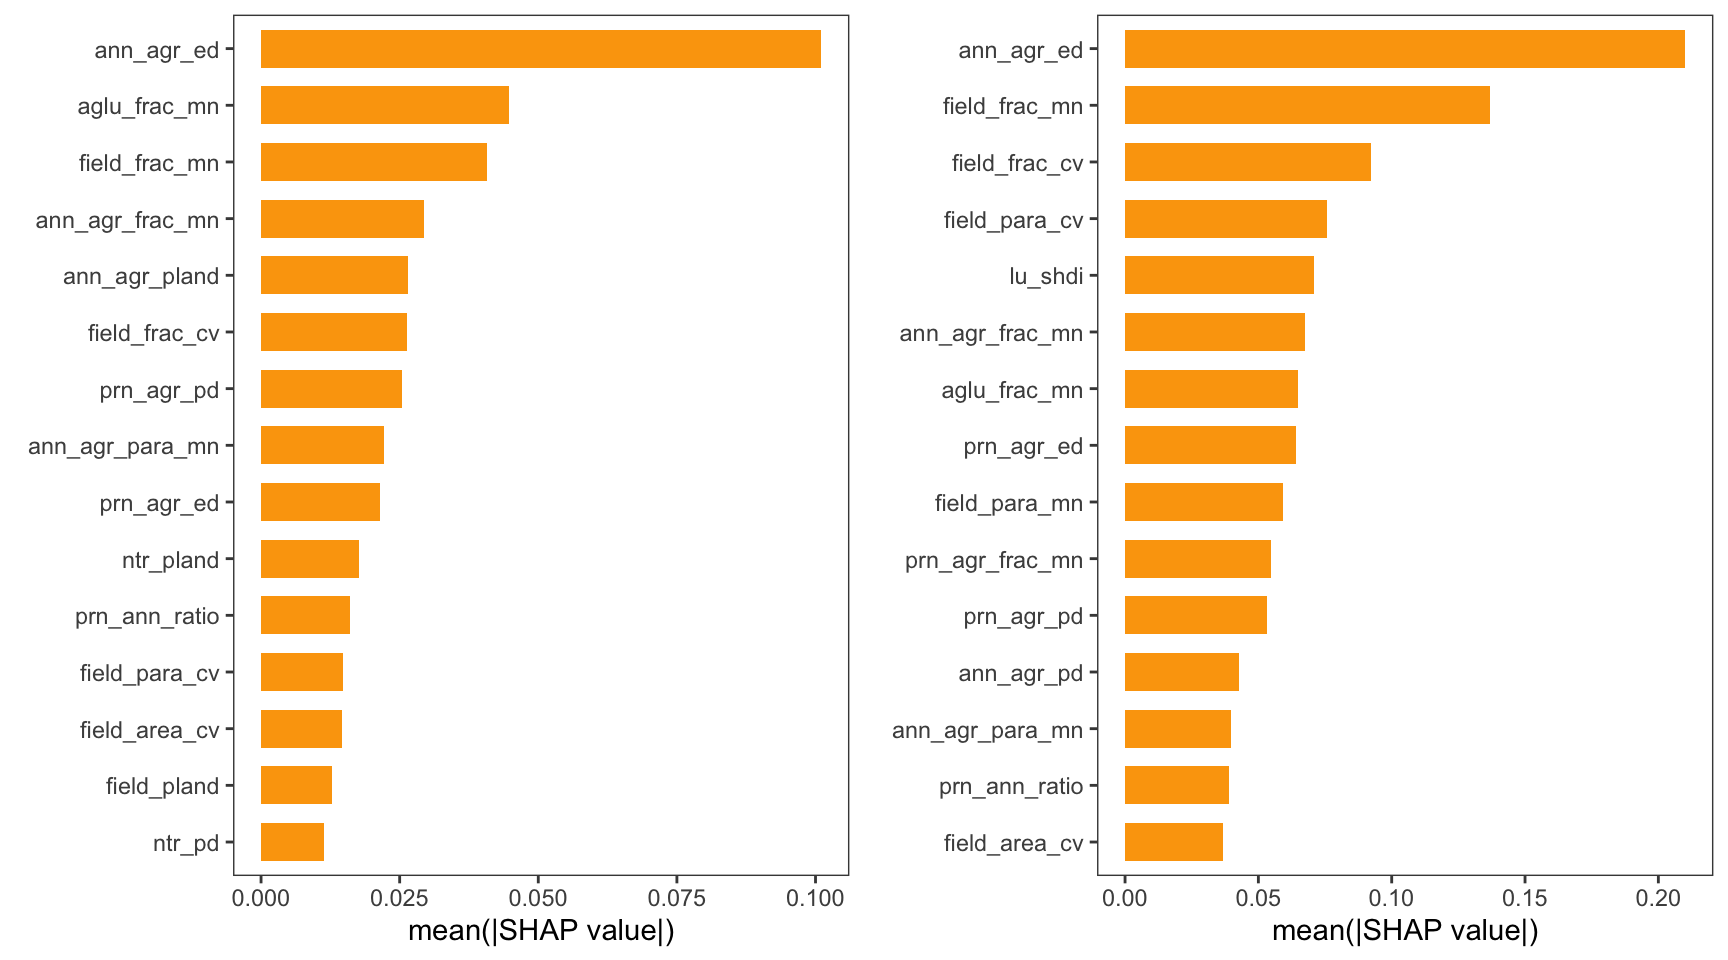 ann_agr_ed
aglu_frac_mn
field_frac_mn
ann_agr_frac_mn
ann_agr_pland
field_frac_cv
prn_agr_pd
ann_agr_para_mn
prn_agr_ed
ntr_pland
prn_ann_ratio
field_para_cv
field_area_cv
field_pland
ntr_pd
0.000 0.025 0.050 0.075 0.100
mean(|SHAP value|)
ann_agr_ed
field_frac_mn
field_frac_cv
field_para_cv
lu_shdi
ann_agr_frac_mn
aglu_frac_mn
prn_agr_ed
field_para_mn
prn_agr_frac_mn
prn_agr_pd
ann_agr_pd
ann_agr_para_mn
prn_ann_ratio
field_area_cv
0.00 0.05 0.10 0.15 0.20
mean(|SHAP value|)